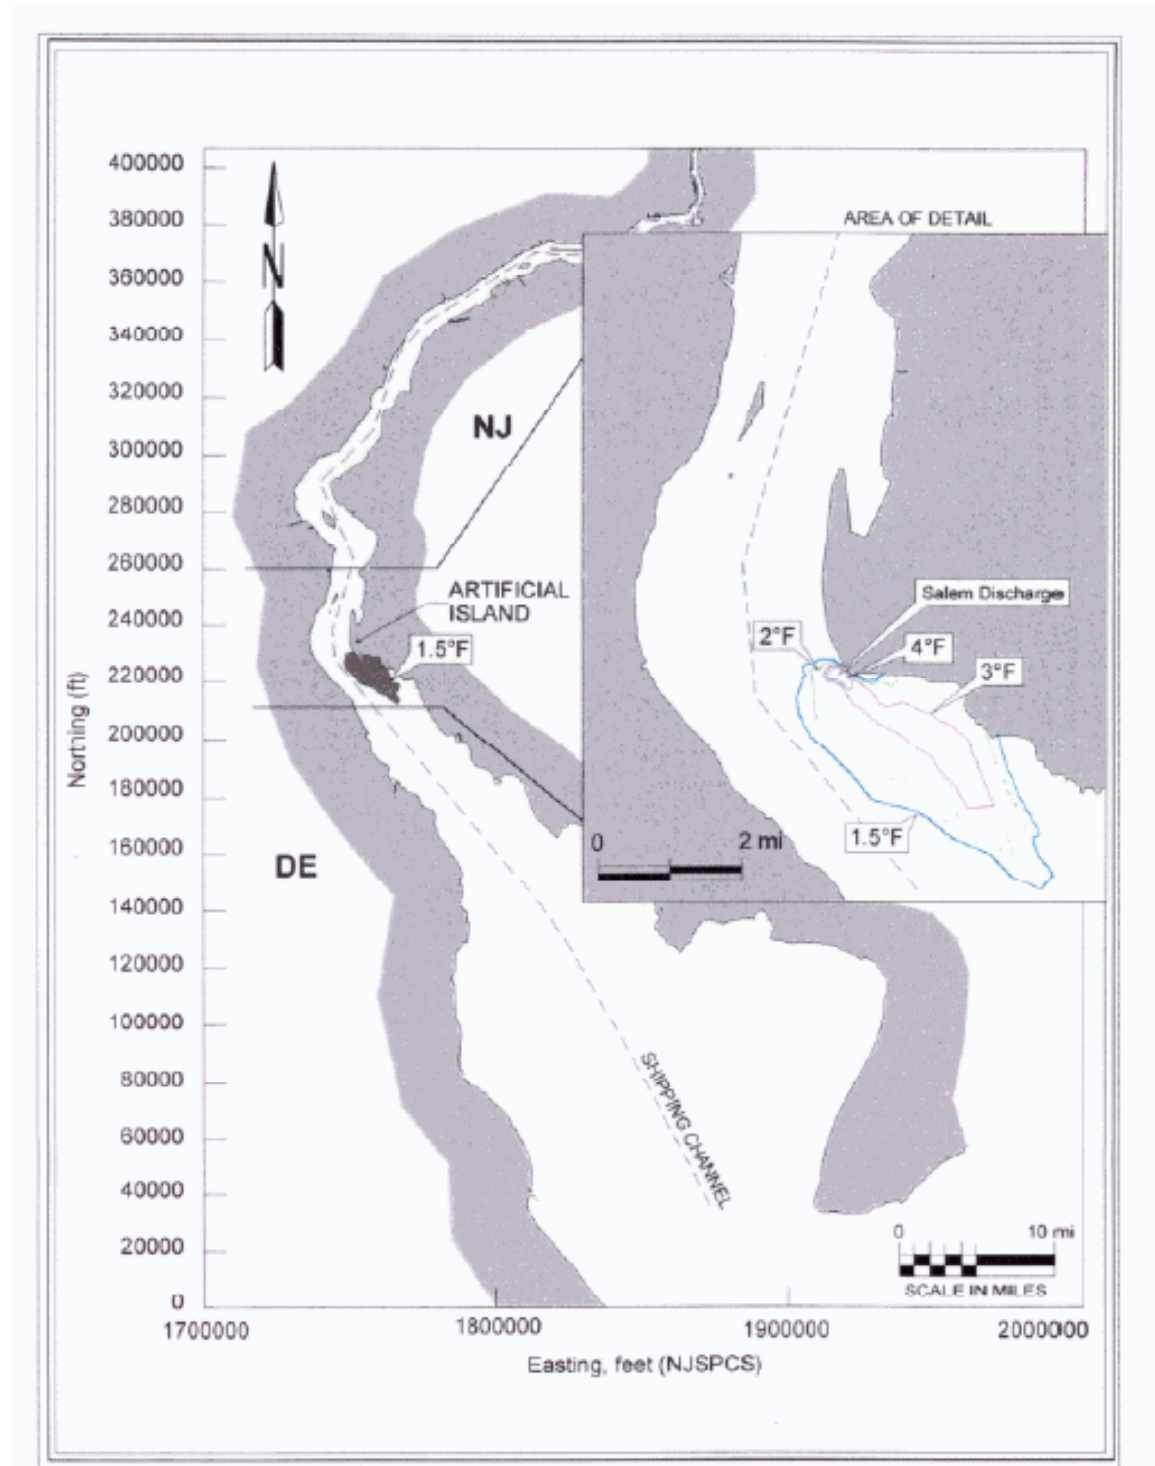 400000
380000
360000
340000
320000
300000
280000
260000
240000
220000
200000
180000
160000
140000
120000
100000
80000
60000
40000
20000
0
Northing (ft)
N
NJ
ARTIFICIAL
ISLAND
1.5°F
DE
SHIPPING CHANNEL
AREA OF DETAIL
Salem Discharge
2°F
4°F
3°F
1.5°F
0 2 mi
0 10 mi
SCALE IN MILES
1700000 1800000 1900000 2000000
Easting, feet (NJSPCS)